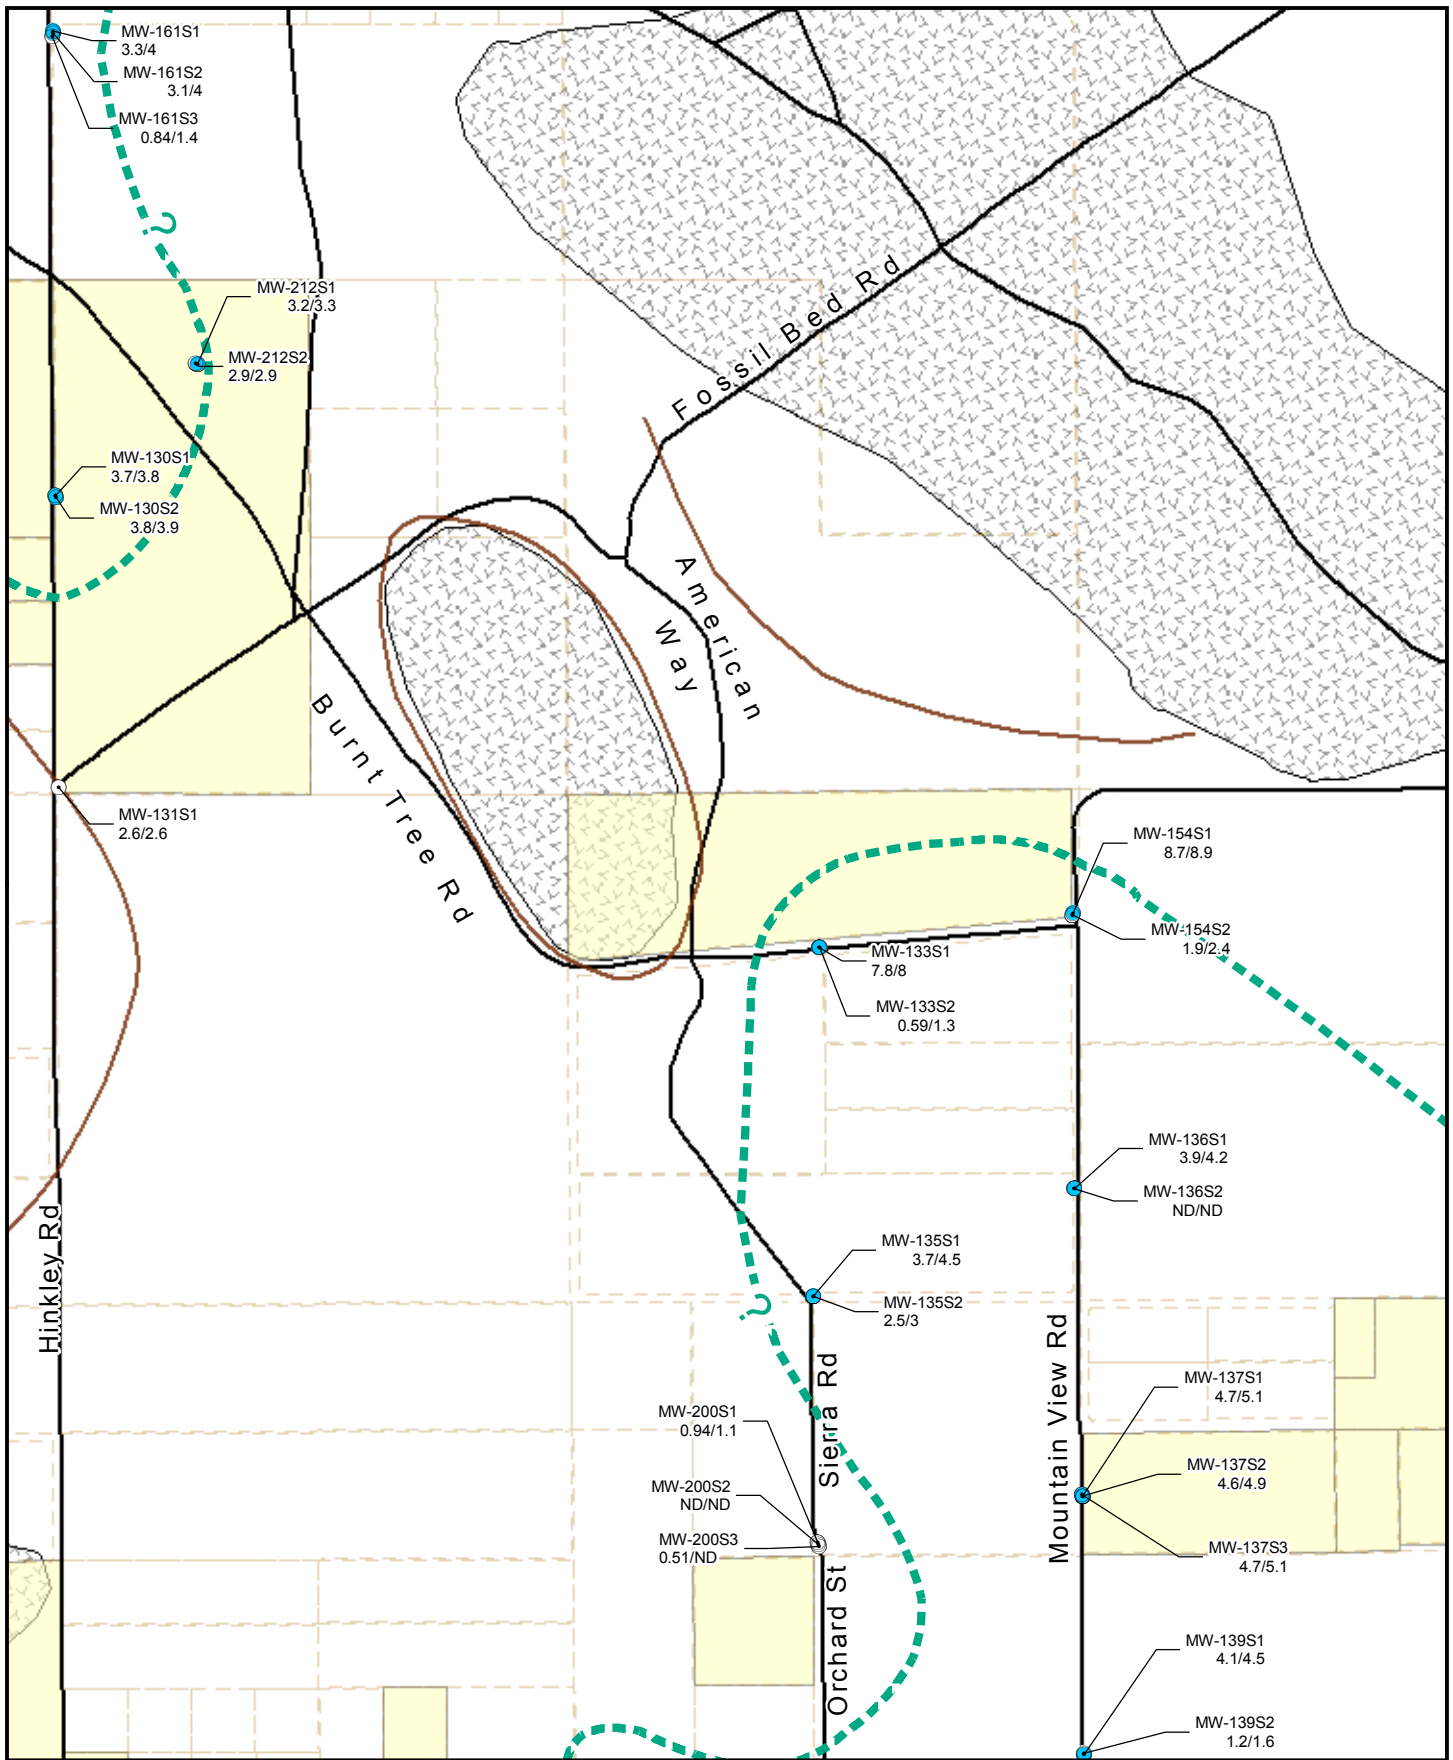 MW-161S1
3.3/4
MW-161S2
3.1/4
MW-161S3
0.84/1.4
?
MW-212S1
3.2/3.3
MW-212S2
2.9/2.9
Fossil Bed Rd
MW-130S1
3.7/3.8
MW-130S2
3.8/3.9
American
Way
Burnt Tree Rd
MW-131S1
2.6/2.6
MW-154S1
8.7/8.9
MW-154S2
1.9/2.4
MW-133S1
7.8/8
MW-133S2
0.59/1.3
MW-136S1
3.9/4.2
MW-136S2
ND/ND
Hinkley Rd
MW-135S1
3.7/4.5
MW-135S2
2.5/3
?
Sierra Rd
Mountain View Rd
MW-137S1
4.7/5.1
MW-200S1
0.94/1.1
MW-137S2
4.6/4.9
MW-200S2
ND/ND
MW-200S3
0.51/ND
MW-137S3
4.7/5.1
Orchard St
MW-139S1
4.1/4.5
MW-139S2
1.2/1.6